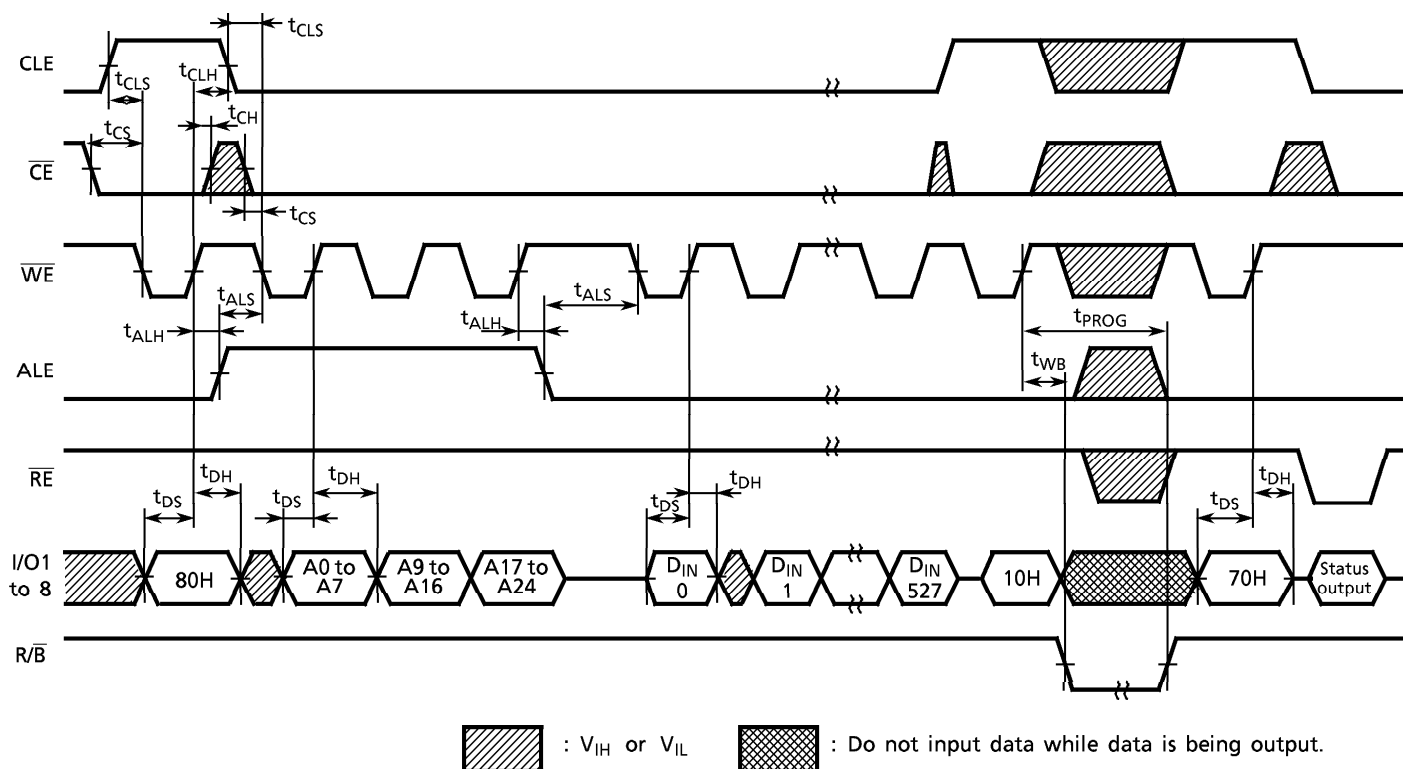 tCLS
CLE
tCLS
tCLH
tCH
tCS
CE
tCS
WE
tALS
tALS
tALH
tALH
tPROG
tWB
ALE
RE
tDH
tDH
tDH
tDH
tDS
tDS
tDS
tDS
I/O1
to 8
80H
A0 to
A7
A9 to
A16
A17 to
A24
DIN
0
DIN
1
DIN
527
10H
70H
Status
output
R/B
: VIH or VIL
: Do not input data while data is being output.